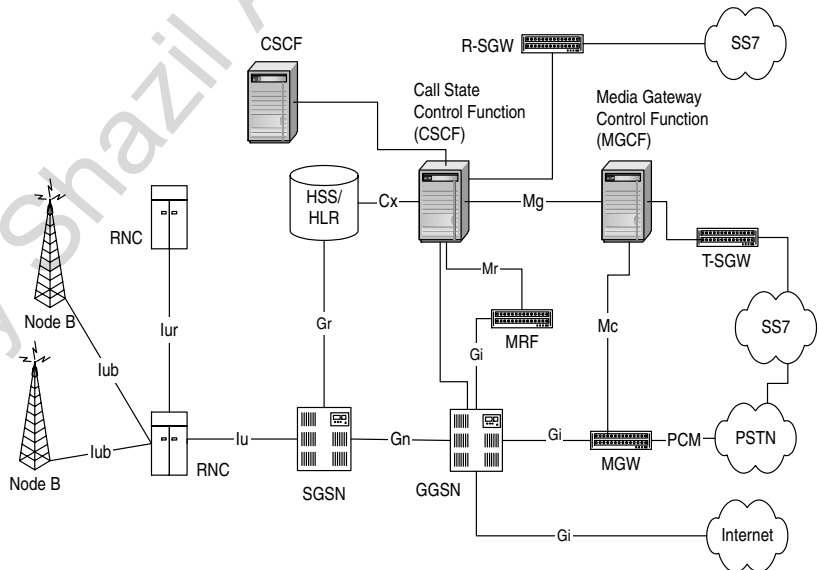 CSCF
R-SGW
SS7
Call State
Control Function
(CSCF)
Media Gateway
Control Function
(MGCF)
HSS/
HLR
Cx
Mg
RNC
T-SGW
Mr
Node B
Iur
Gr
MRF
Mc
SS7
Gi
Iub
Iub
Iu
Gn
Gi
PCM
PSTN
Node B
RNC
SGSN
GGSN
MGW
Gi
Internet
y Shazil A